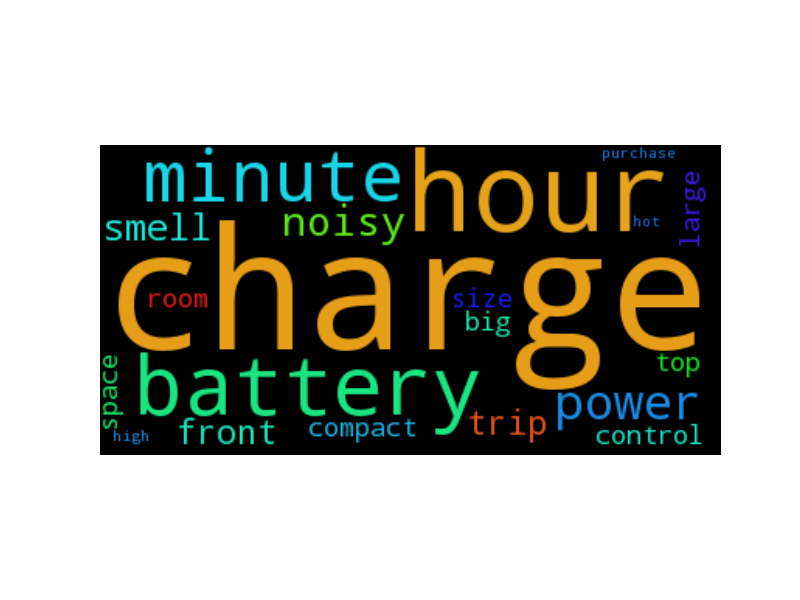 purchase
minute
hour
large
hot
smell
noisy
charge
room
size
big
battery
top
space
power
trip
front
compact
control
high